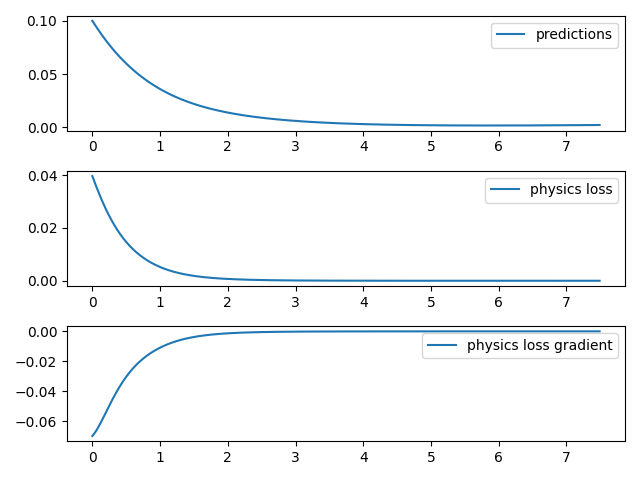 0.10
0.05
0.00
predictions
0 1 2 3 4 5 6 7
0.04
0.02
0.00
physics loss
0 1 2 3 4 5 6 7
0.00
−0.02
−0.04
−0.06
physics loss gradient
0 1 2 3 4 5 6 7